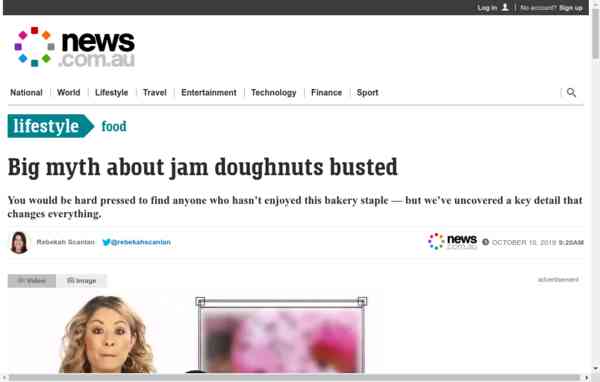 Log in | No account? Sign up
news
.com.au
National World Lifestyle Travel Entertainment Technology Finance Sport
lifestyle food
Big myth about jam doughnuts busted
You would be hard pressed to find anyone who hasn't enjoyed this bakery staple — but we've uncovered a key detail that
changes everything.
Rebekah Scanlan @rebekahscanlan news .com.au OCTOBER 10, 2018 9:20AM
Video Image advertisement